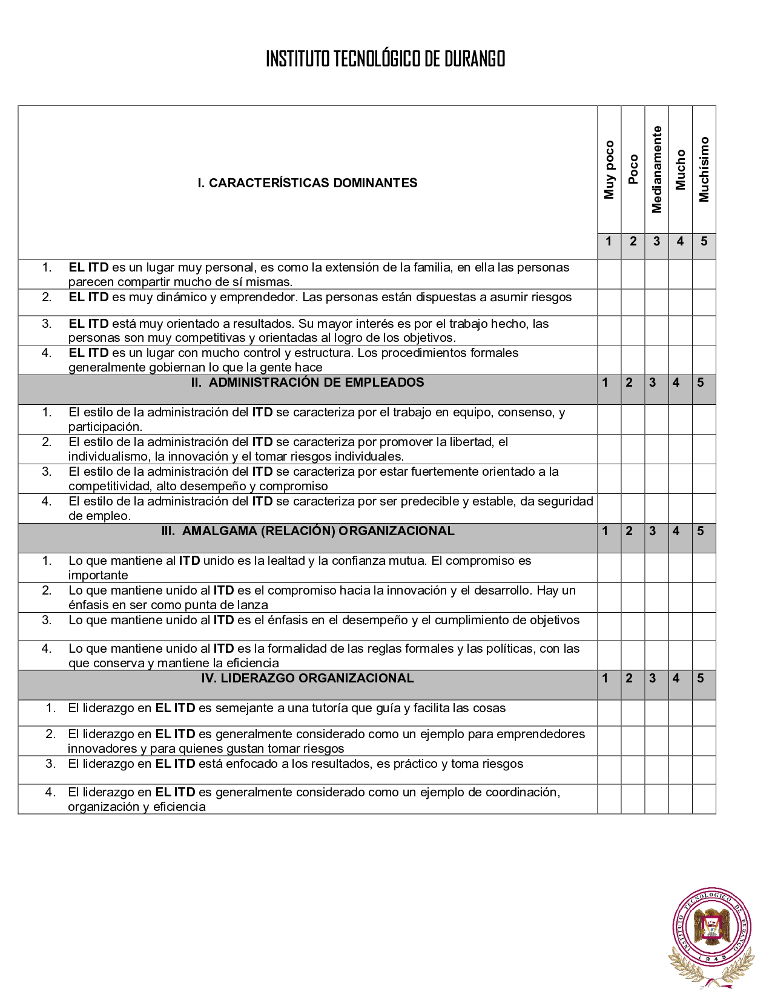 INSTITUTO TECNOLÓGICO DE DURANGO
I. CARACTERÍSTICAS DOMINANTES
Muy poco
Poco
Medianamente
Mucho
Muchísimo
1 2 3 4 5
1. EL ITD es un lugar muy personal, es como la extensión de la familia, en ella las personas
parecen compartir mucho de sí mismas.
2. EL ITD es muy dinámico y emprendedor. Las personas están dispuestas a asumir riesgos
3. EL ITD está muy orientado a resultados. Su mayor interés es por el trabajo hecho, las
personas son muy competitivas y orientadas al logro de los objetivos.
4. EL ITD es un lugar con mucho control y estructura. Los procedimientos formales
generalmente gobiernan lo que la gente hace
II. ADMINISTRACIÓN DE EMPLEADOS 1 2 3 4 5
1. El estilo de la administración del ITD se caracteriza por el trabajo en equipo, consenso, y
participación.
2. El estilo de la administración del ITD se caracteriza por promover la libertad, el
individualismo, la innovación y el tomar riesgos individuales.
3. El estilo de la administración del ITD se caracteriza por estar fuertemente orientado a la
competitividad, alto desempeño y compromiso
4. El estilo de la administración del ITD se caracteriza por ser predecible y estable, da seguridad
de empleo.
III. AMALGAMA (RELACIÓN) ORGANIZACIONAL 1 2 3 4 5
1. Lo que mantiene al ITD unido es la lealtad y la confianza mutua. El compromiso es
importante
2. Lo que mantiene unido al ITD es el compromiso hacia la innovación y el desarrollo. Hay un
énfasis en ser como punta de lanza
3. Lo que mantiene unido al ITD es el énfasis en el desempeño y el cumplimiento de objetivos
4. Lo que mantiene unido al ITD es la formalidad de las reglas formales y las políticas, con las
que conserva y mantiene la eficiencia
IV. LIDERAZGO ORGANIZACIONAL 1 2 3 4 5
1. El liderazgo en EL ITD es semejante a una tutoría que guía y facilita las cosas
2. El liderazgo en EL ITD es generalmente considerado como un ejemplo para emprendedores
innovadores y para quienes gustan tomar riesgos
3. El liderazgo en EL ITD está enfocado a los resultados, es práctico y toma riesgos
4. El liderazgo en EL ITD es generalmente considerado como un ejemplo de coordinación,
organización y eficiencia
INSTITUTO TECNOLOGICO DE DURANGO
1948